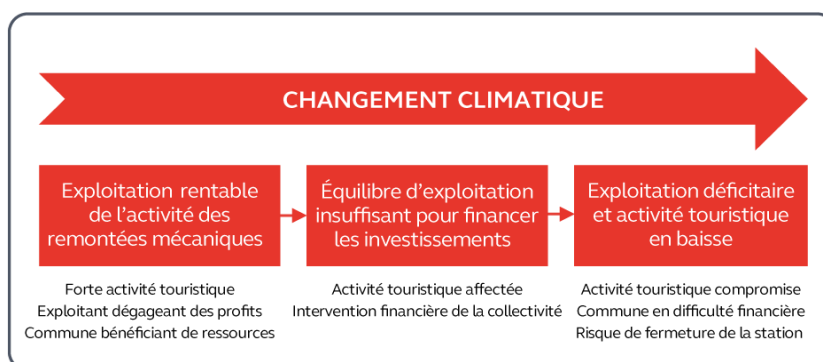 CHANGEMENT CLIMATIQUE
Exploitation rentable
de l'activité des
remontées mécaniques
Forte activité touristique
Exploitant dégageant des profits
Commune bénéficiant de ressources
Équilibre d'exploitation
insuffisant pour financer
les investissements
Activité touristique affectée
Intervention financière de la collectivité
Exploitation déficitaire
et activité touristique
en baisse
Activité touristique compromise
Commune en difficulté financière
Risque de fermeture de la station